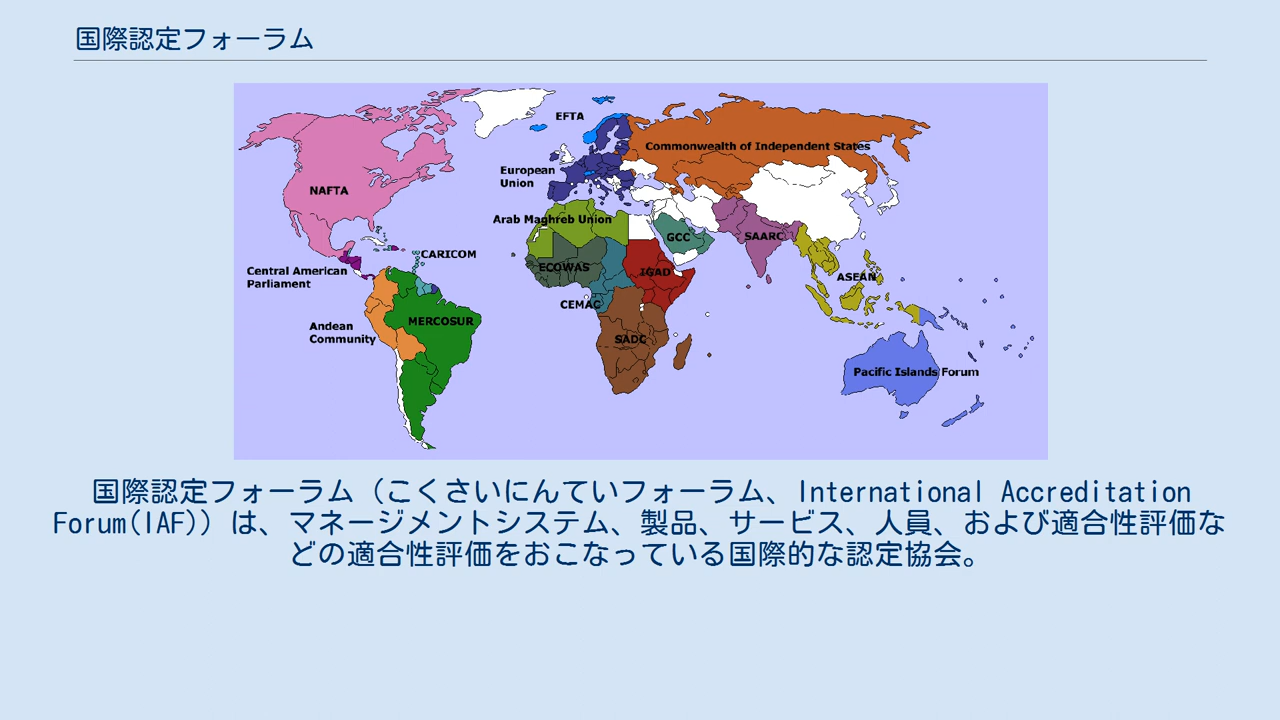 国際認定フォーラム
EFTA
Commonwealth of Independent States
European
Union
NAFTA
Arab Maghreb Union
GCC
SAARC
CARICOM
ECOWAS
IGAD
ASEAN
Central American
Parliament
CEMAC
MERCOSUR
Andean
Community
SADC
Pacific Islands Forum
国際認定フォーラム（こくさいにんていフォーラム、International Accreditation
Forum(IAF)）は、マネージメントシステム、製品、サービス、人員、および適合性評価な
どの適合性評価をおこなっている国際的な認定協会。